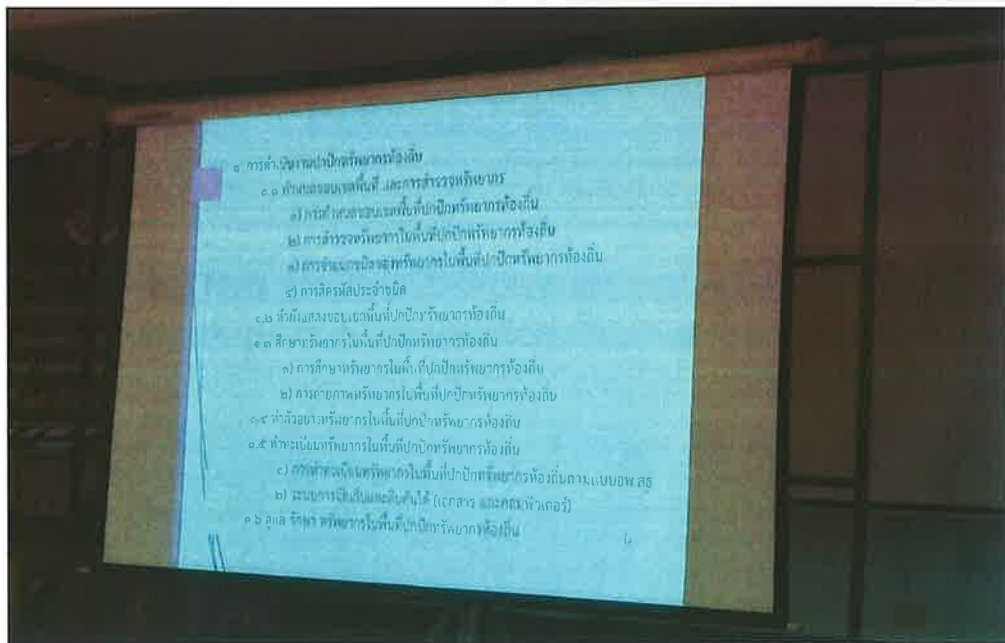 ๑ การดำเนินงานปกปักทรัพยากรท้องถิ่น
๑.๑ กำหนดขอบเขตพื้นที่ และการสำรวจทรัพยากร
๑) การกำหนดขอบเขตพื้นที่ปกปักทรัพยากรท้องถิ่น
๒) การสำรวจทรัพยากรในพื้นที่ปกปักทรัพยากรท้องถิ่น
๓) การจำแนกชนิดของทรัพยากรในพื้นที่ปกปักทรัพยากรท้องถิ่น
๔) การติดรหัสประจำชนิด
๑.๒ ทำผังแสดงขอบเขตพื้นที่ปกปักทรัพยากรท้องถิ่น
๑.๓ ศึกษาทรัพยากรในพื้นที่ปกปักทรัพยากรท้องถิ่น
๑) การศึกษาทรัพยากรในพื้นที่ปกปักทรัพยากรท้องถิ่น
๒) การถ่ายภาพทรัพยากรในพื้นที่ปกปักทรัพยากรท้องถิ่น
๑.๔ ทำตัวอย่างทรัพยากรในพื้นที่ปกปักทรัพยากรท้องถิ่น
๑.๕ ทำทะเบียนทรัพยากรในพื้นที่ปกปักทรัพยากรท้องถิ่น
๑) การทำทะเบียนทรัพยากรในพื้นที่ปกปักทรัพยากรท้องถิ่นตามแบบอพ.สธ
๒) ระบบการจัดเก็บและสืบค้นได้ (เอกสาร และคอมพิวเตอร์)
๑.๖ ดูแล รักษา ทรัพยากรในพื้นที่ปกปักทรัพยากรท้องถิ่น